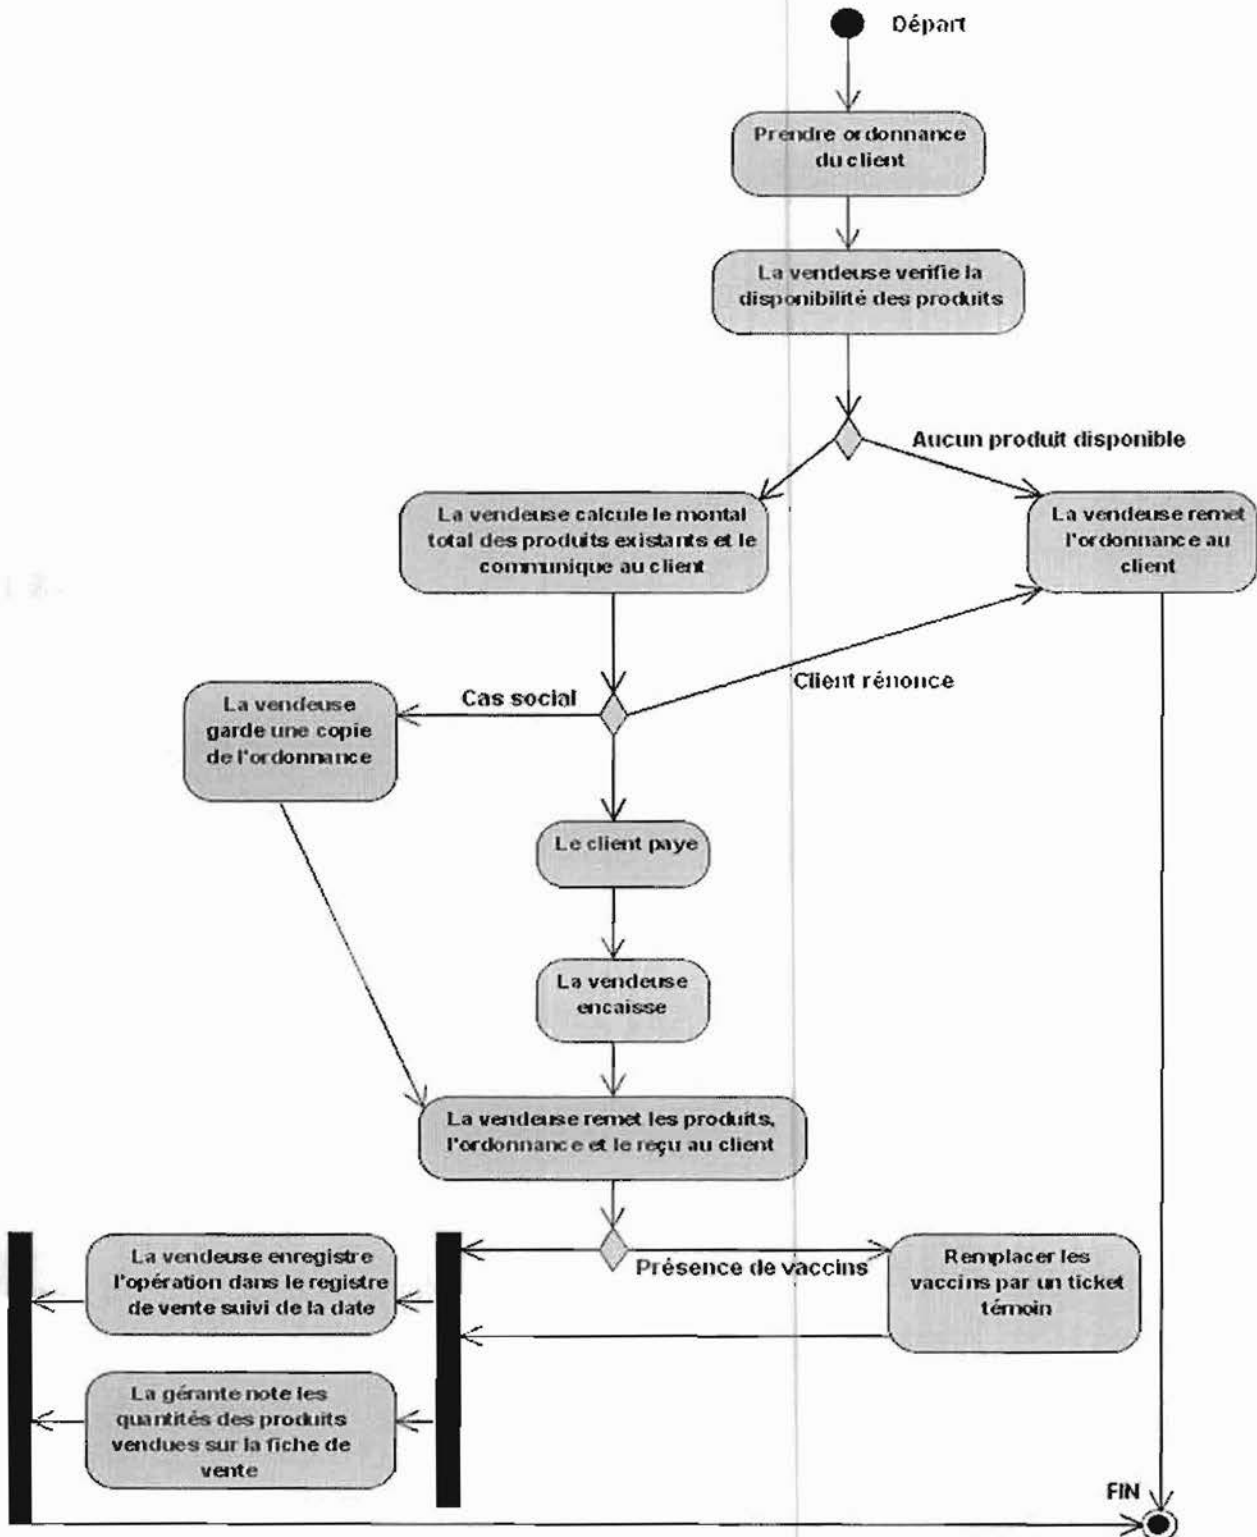 Départ
Prendre ordonnance
du client
La vendeuse verifie la
disponibilité des produits
Aucun produit disponible
La vendeuse calcule le montal
total des produits existants et le
communique au client
La vendeuse remet
l'ordonnance au
client
Client rénonce
Cas social
La vendeuse
garde une copie
de l'ordonnance
Le client paye
La vendeuse
encaisse
La vendeuse remet les produits,
l'ordonnance et le reçu au client
Présence de vaccins
Remplacer les
vaccins par un ticket
témoin
La vendeuse enregistre
l'opération dans le registre
de vente suivi de la date
La gérante note les
quantités des produits
vendues sur la fiche de
vente
FIN